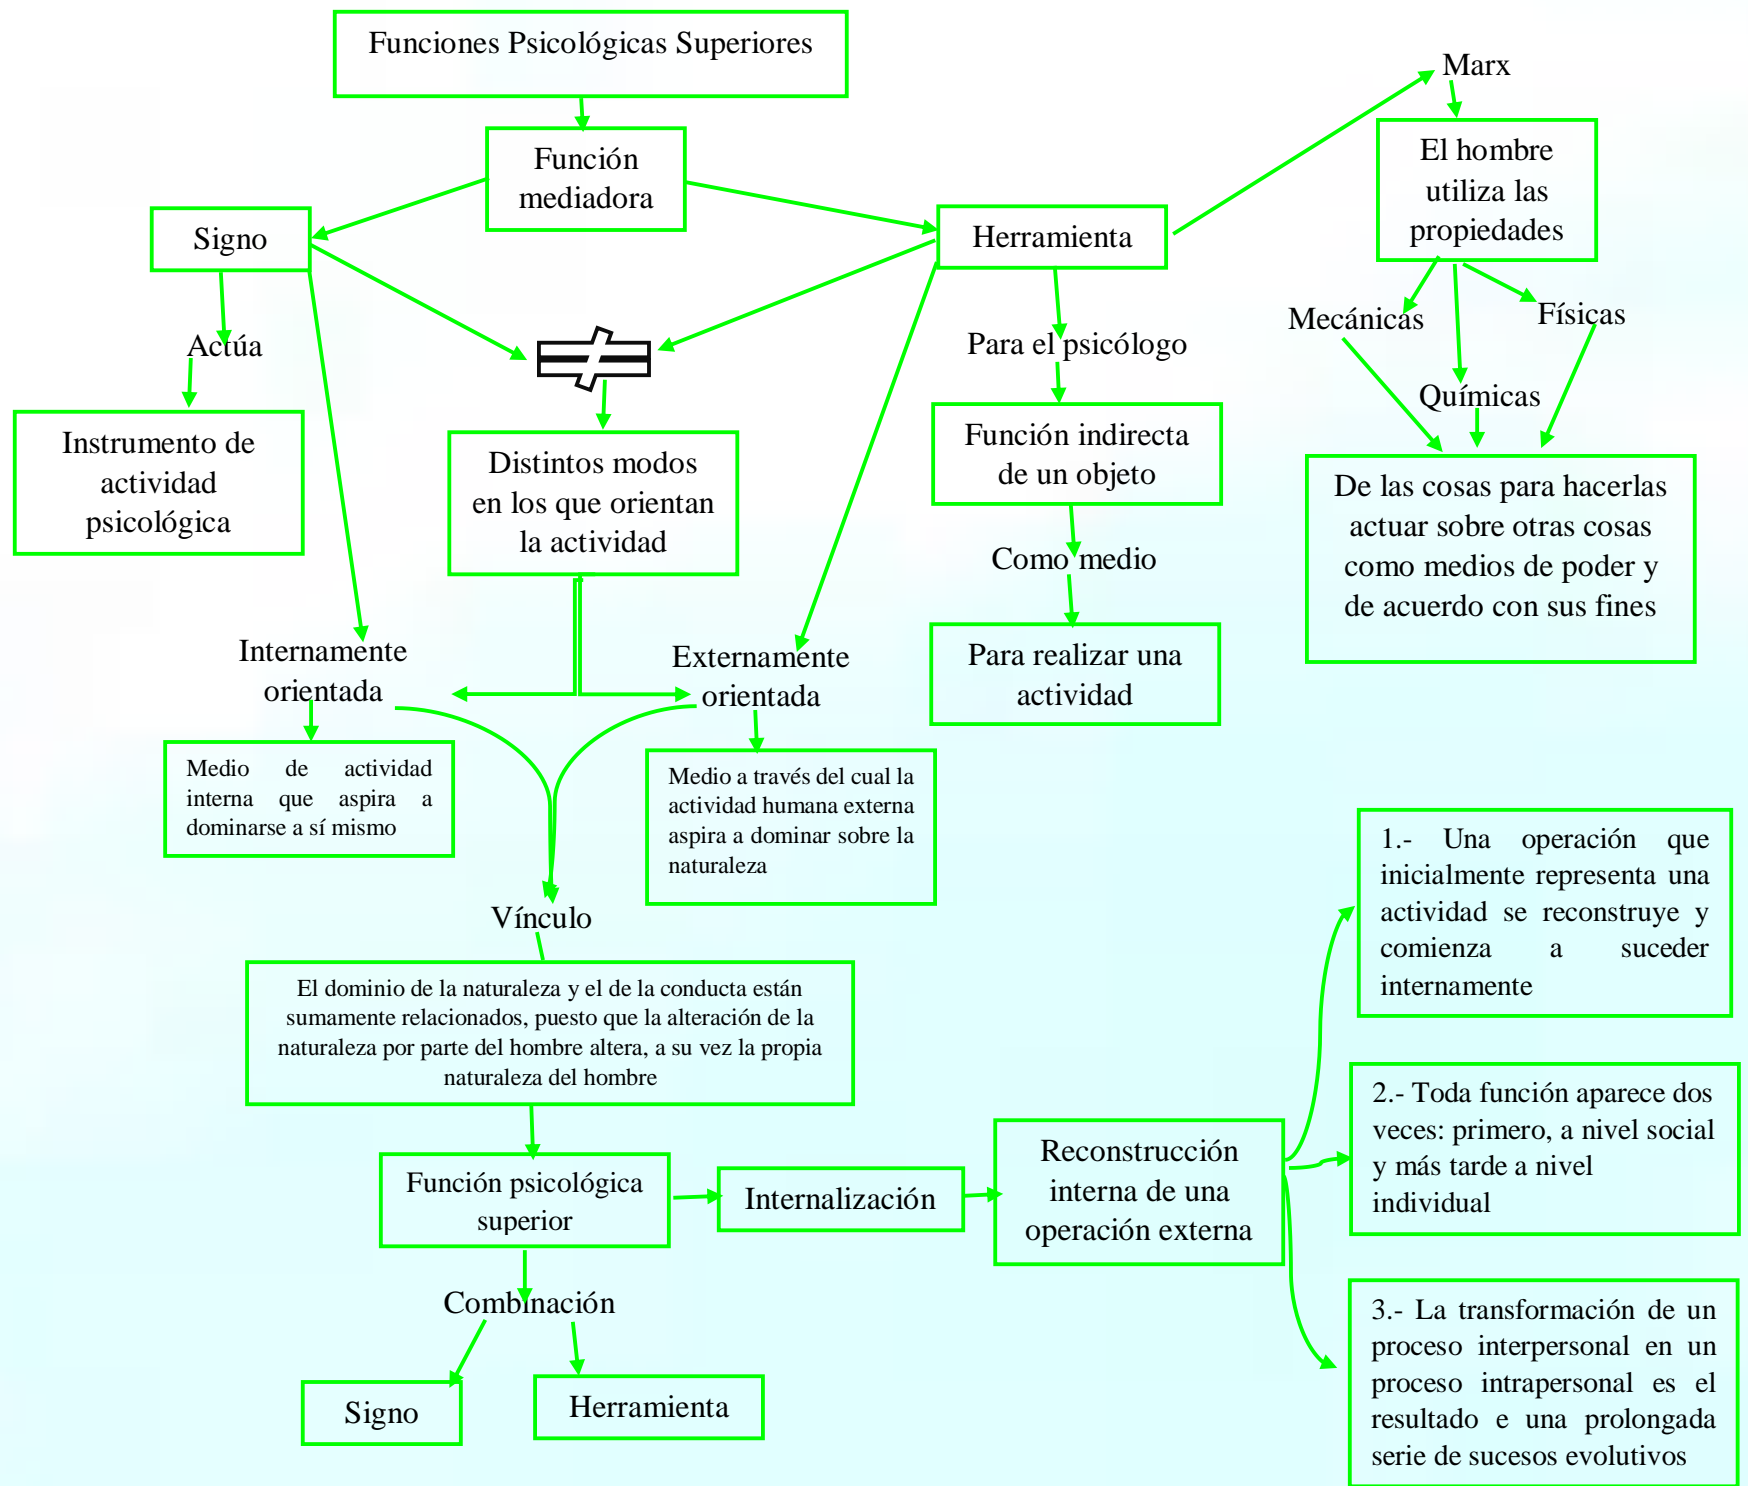 Funciones Psicológicas Superiores
Función
mediadora
Signo
Herramienta
Marx
El hombre
utiliza las
propiedades
Mecánicas
Físicas
Químicas
De las cosas para hacerlas
actuar sobre otras cosas
como medios de poder y
de acuerdo con sus fines
Actúa
Instrumento de
actividad
psicológica
Distintos modos
en los que orientan
la actividad
Para el psicólogo
Función indirecta
de un objeto
Como medio
Para realizar una
actividad
Internamente
orientada
Externamente
orientada
Medio de actividad
interna que aspira a
dominarse a sí mismo
Medio a través del cual la
actividad humana externa
aspira a dominar sobre la
naturaleza
Vínculo
El dominio de la naturaleza y el de la conducta están
sumamente relacionados, puesto que la alteración de la
naturaleza por parte del hombre altera, a su vez la propia
naturaleza del hombre
Función psicológica
superior
Internalización
Reconstrucción
interna de una
operación externa
1.- Una operación que
inicialmente representa una
actividad se reconstruye y
comienza a suceder
internamente
2.- Toda función aparece dos
veces: primero, a nivel social
y más tarde a nivel
individual
3.- La transformación de un
proceso interpersonal en un
proceso intrapersonal es el
resultado e una prolongada
serie de sucesos evolutivos
Combinación
Signo
Herramienta